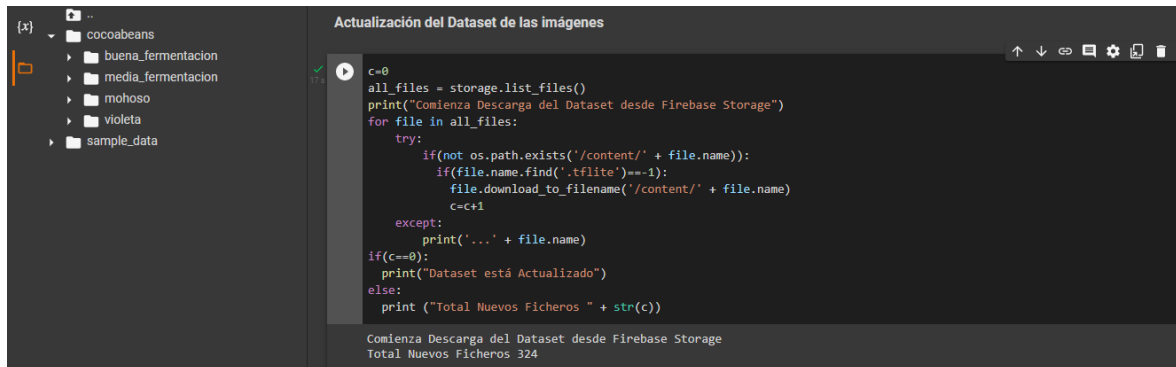 {x}
..
cocoabeans
buena_fermentacion
media_fermentacion
mohoso
violeta
sample_data
Actualización del Dataset de las imágenes
17 s
c=0
all_files = storage.list_files()
print("Comienza Descarga del Dataset desde Firebase Storage")
for file in all_files:
    try:
        if(not os.path.exists('/content/' + file.name)):
          if(file.name.find('.tflite')==-1):
            file.download_to_filename('/content/' + file.name)
            c=c+1
    except:
        print('...' + file.name)
if(c==0):
  print("Dataset está Actualizado")
else:
  print ("Total Nuevos Ficheros " + str(c))
Comienza Descarga del Dataset desde Firebase Storage
Total Nuevos Ficheros 324